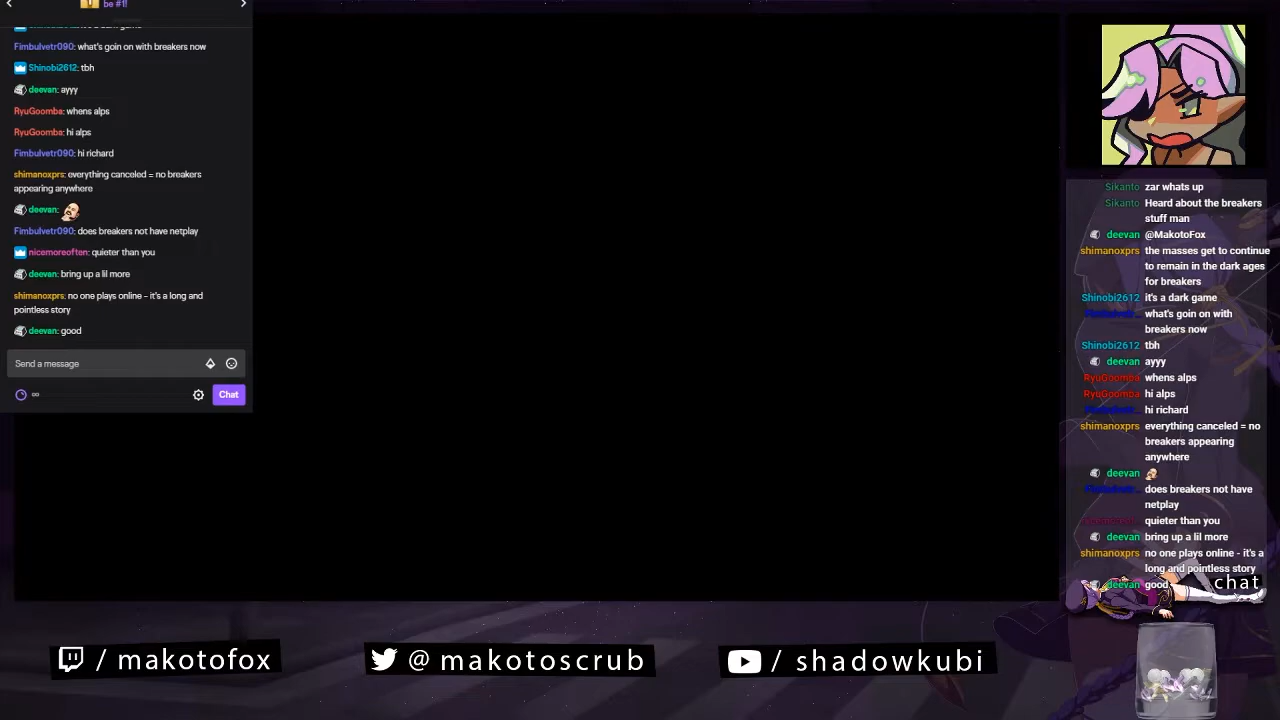 be #1!
Fimbulvetr090: what's goin on with breakers now
Shinobi2612: tbh
deevan: ayyy
RyuGoomba: whens alps
RyuGoomba: hi alps
Fimbulvetr090: hi richard
shimanoxprs: everything canceled = no breakers
appearing anywhere
deevan:
Fimbulvetr090: does breakers not have netplay
nicemoreoften: quieter than you
deevan: bring up a lil more
shimanoxprs: no one plays online - it's a long and
pointless story
deevan: good
Send a message
Chat
Sikanto zar whats up
Sikanto Heard about the breakers
stuff man
deevan @MakotoFox
shimanoxprs the masses get to continue
to remain in the dark ages
for breakers
Shinobi2612 it's a dark game
what's goin on with
breakers now
Shinobi2612 tbh
deevan ayyy
RyuGoomba whens alps
RyuGoomba hi alps
hi richard
shimanoxprs everything canceled = no
breakers appearing
anywhere
deevan
does breakers not have
netplay
quieter than you
deevan bring up a lil more
shimanoxprs no one plays online - it's a
long and pointless story
deevan good
chat
/ makotofox
@ makotoscrub
/ shadowkubi